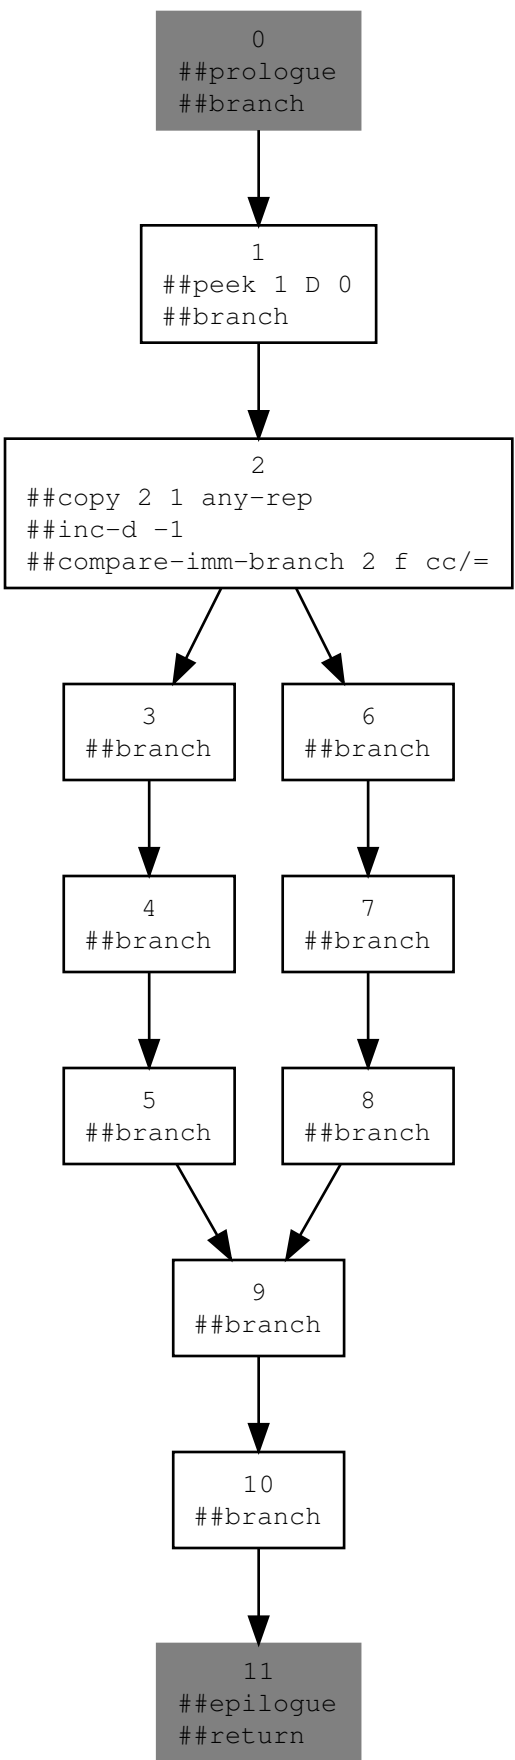 0
##prologue
##branch
1
##peek 1 D 0
##branch
2
##copy 2 1 any-rep
##inc-d -1
##compare-imm-branch 2 f cc/=
3
##branch
6
##branch
4
##branch
7
##branch
5
##branch
8
##branch
9
##branch
10
##branch
11
##epilogue
##return